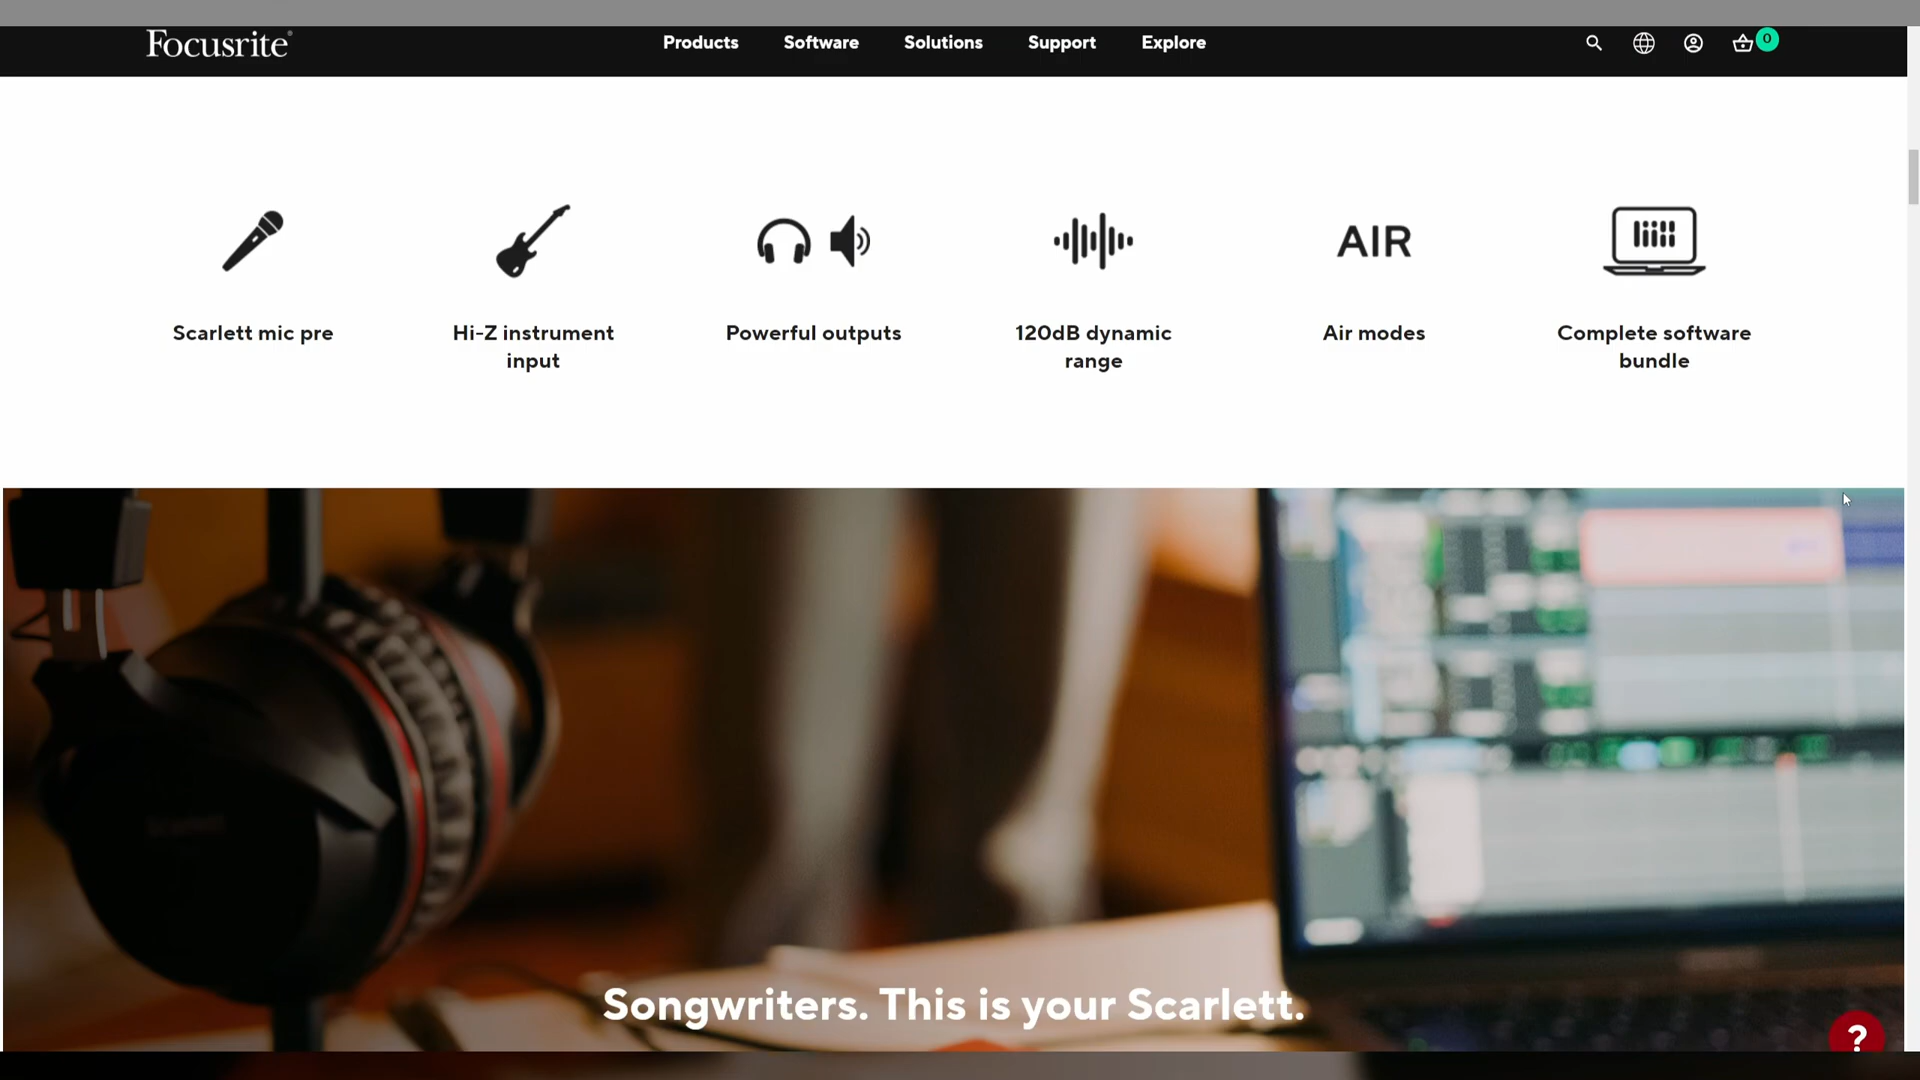 Focusrite®
Products Software Solutions Support Explore
0
AIR
Scarlett mic pre
Hi-Z instrument
input
Powerful outputs
120dB dynamic
range
Air modes
Complete software
bundle
Songwriters. This is your Scarlett.
?